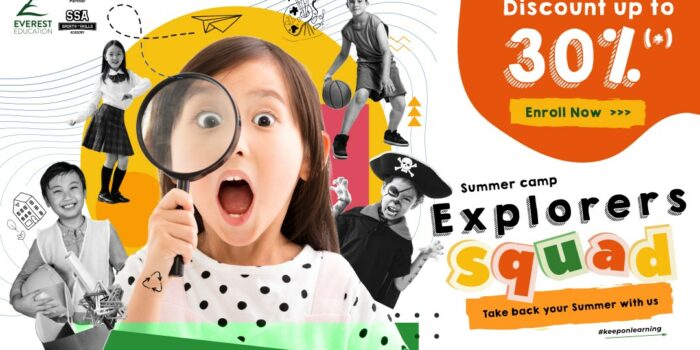 EVEREST
EDUCATION
Partner
SSA
SPORTS SKILLS
ACADEMY
Discount up to
30%(*)
Enroll Now >>>
Summer camp
Explorers
squad
Take back your Summer with us
#keeponlearning